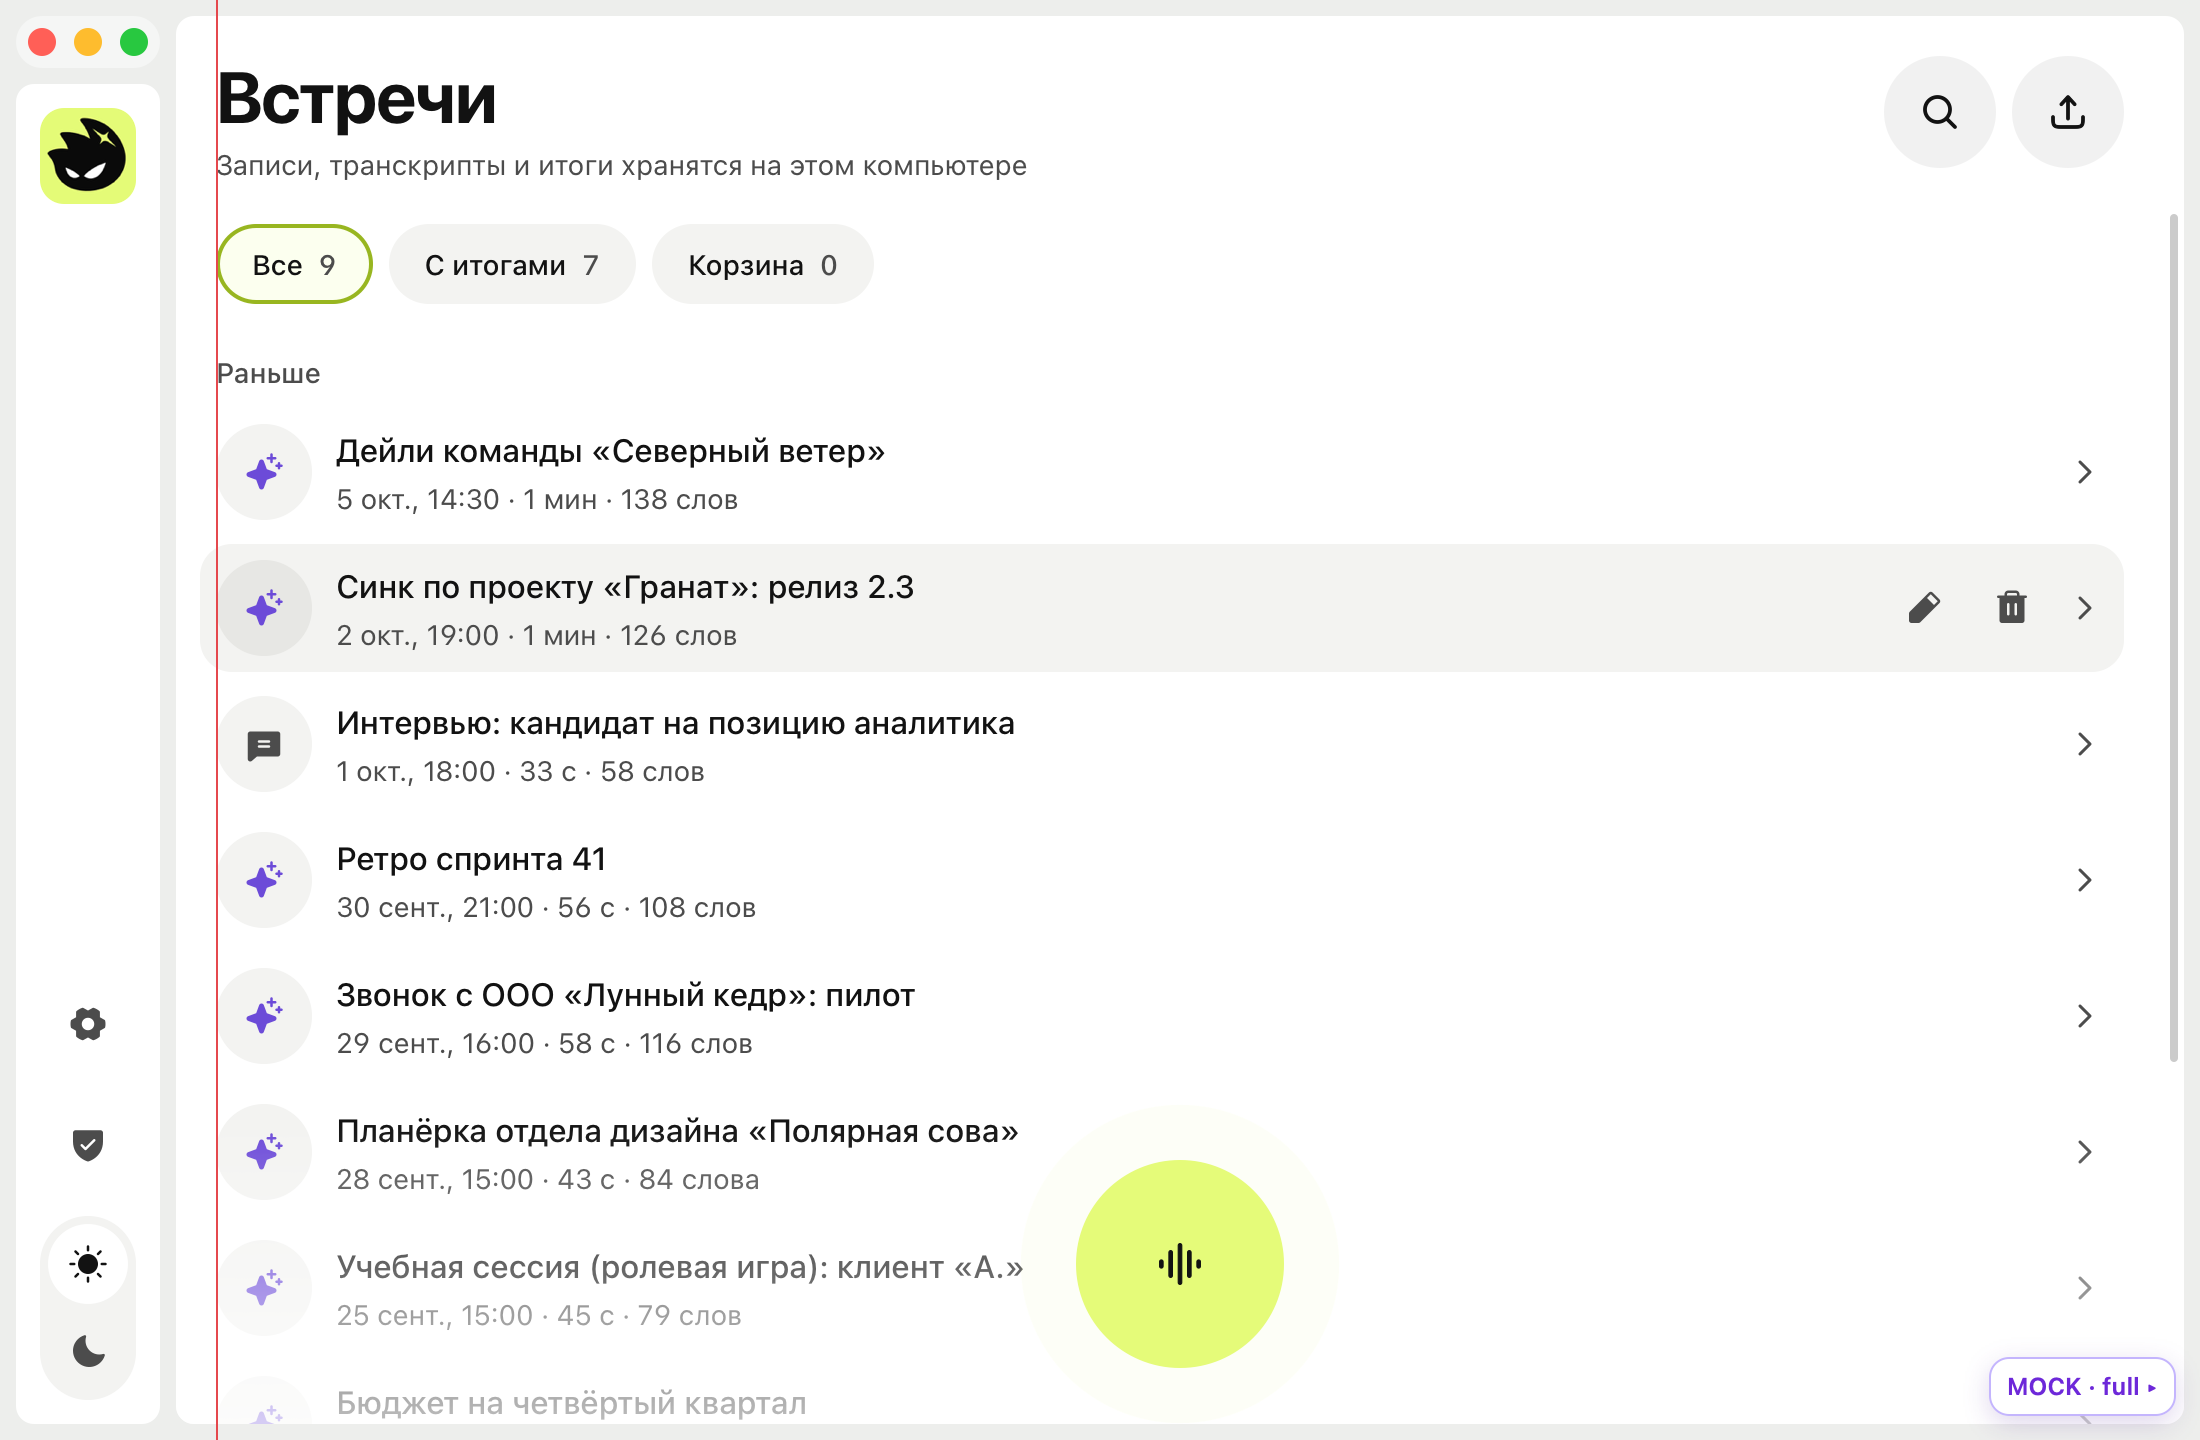 Встречи
Записи, транскрипты и итоги хранятся на этом компьютере
Все 9
С итогами 7
Корзина 0
Раньше
Дейли команды «Северный ветер»
5 окт., 14:30 · 1 мин · 138 слов
Синк по проекту «Гранат»: релиз 2.3
2 окт., 19:00 · 1 мин · 126 слов
Интервью: кандидат на позицию аналитика
1 окт., 18:00 · 33 с · 58 слов
Ретро спринта 41
30 сент., 21:00 · 56 с · 108 слов
Звонок с ООО «Лунный кедр»: пилот
29 сент., 16:00 · 58 с · 116 слов
Планёрка отдела дизайна «Полярная сова»
28 сент., 15:00 · 43 с · 84 слова
Учебная сессия (ролевая игра): клиент «А.»
25 сент., 15:00 · 45 с · 79 слов
Бюджет на четвёртый квартал
MOCK · full ▸